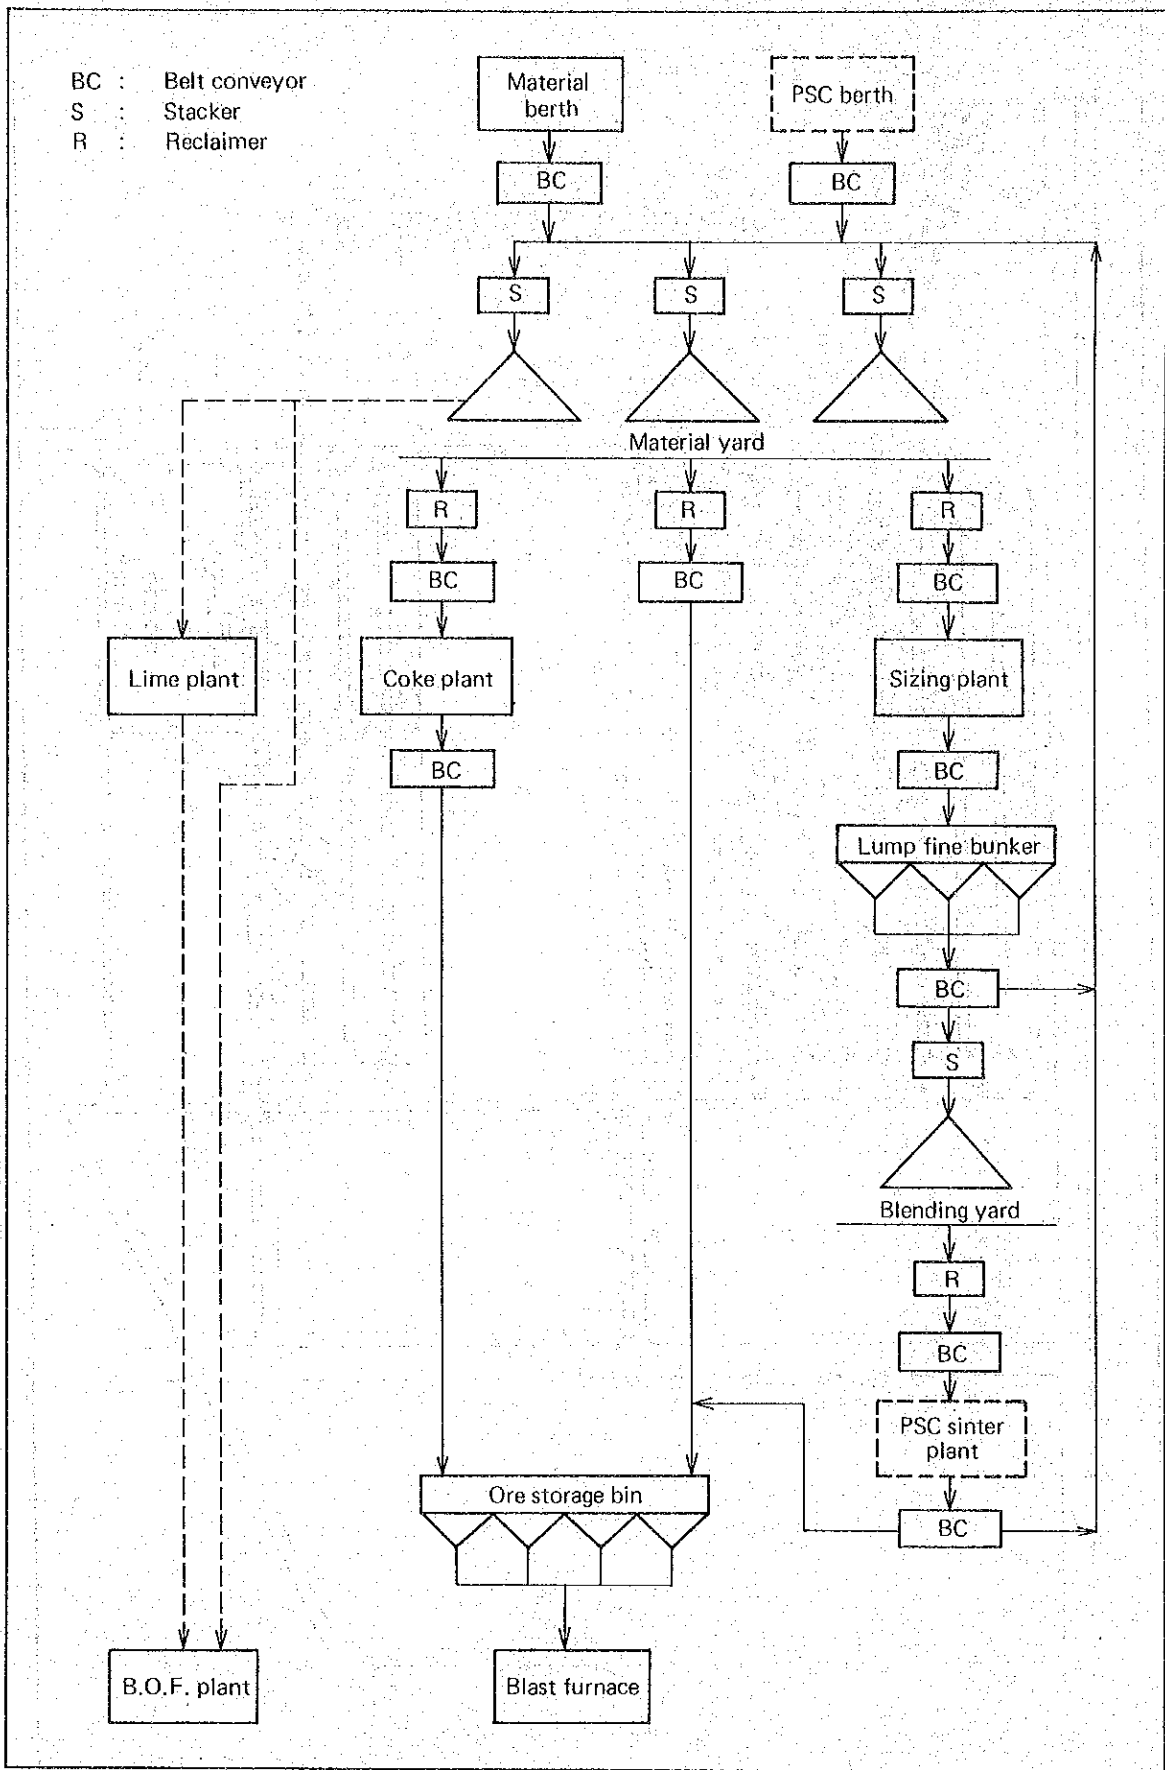 BC : Belt conveyor
S : Stacker
R : Reclaimer
Material
berth
PSC berth
BC
BC
S
S
S
Material yard
R
R
R
BC
BC
BC
Lime plant
Coke plant
Sizing plant
BC
BC
Lump fine bunker
BC
S
Blending yard
R
BC
PSC sinter
plant
Ore storage bin
BC
B.O.F. plant
Blast furnace